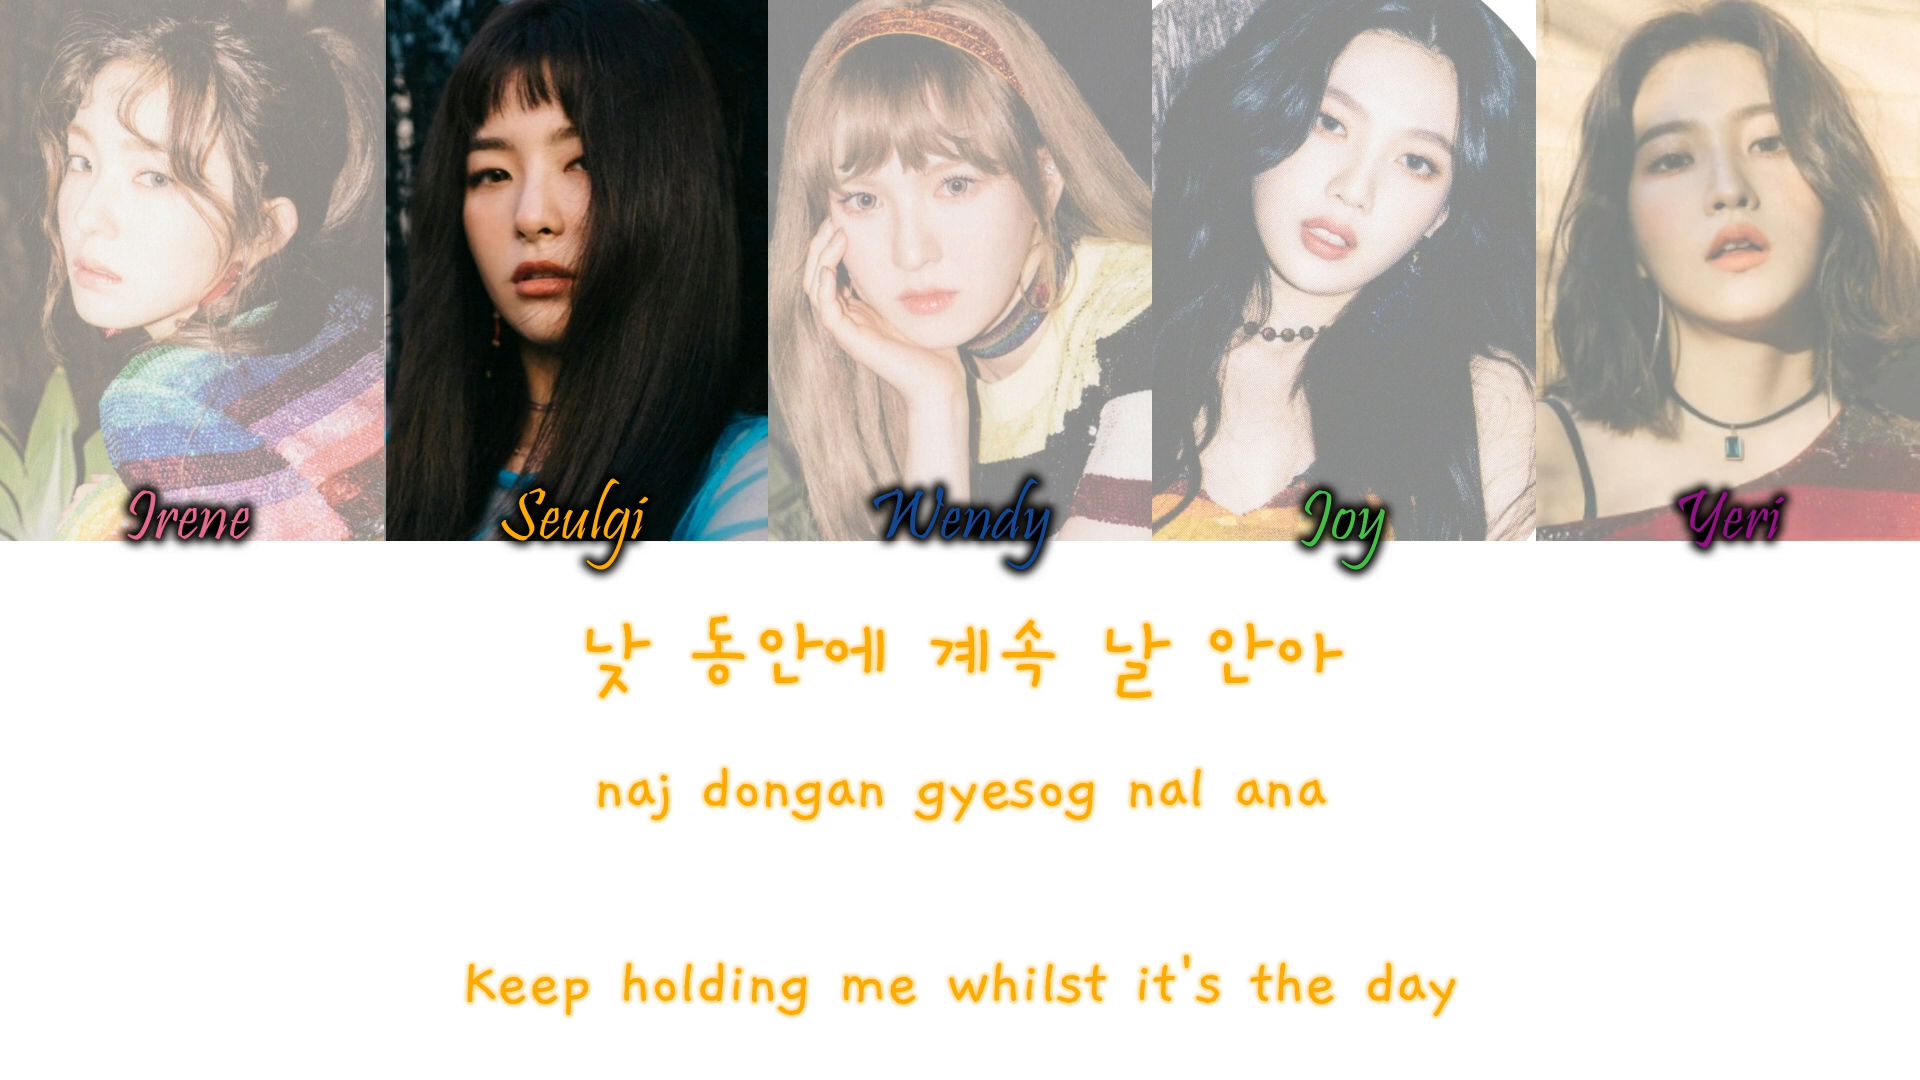 Irene Seulgi Wendy Joy Yeri
낮 동안에 계속 날 안아
naj dongan gyesog nal ana
Keep holding me whilst it's the day